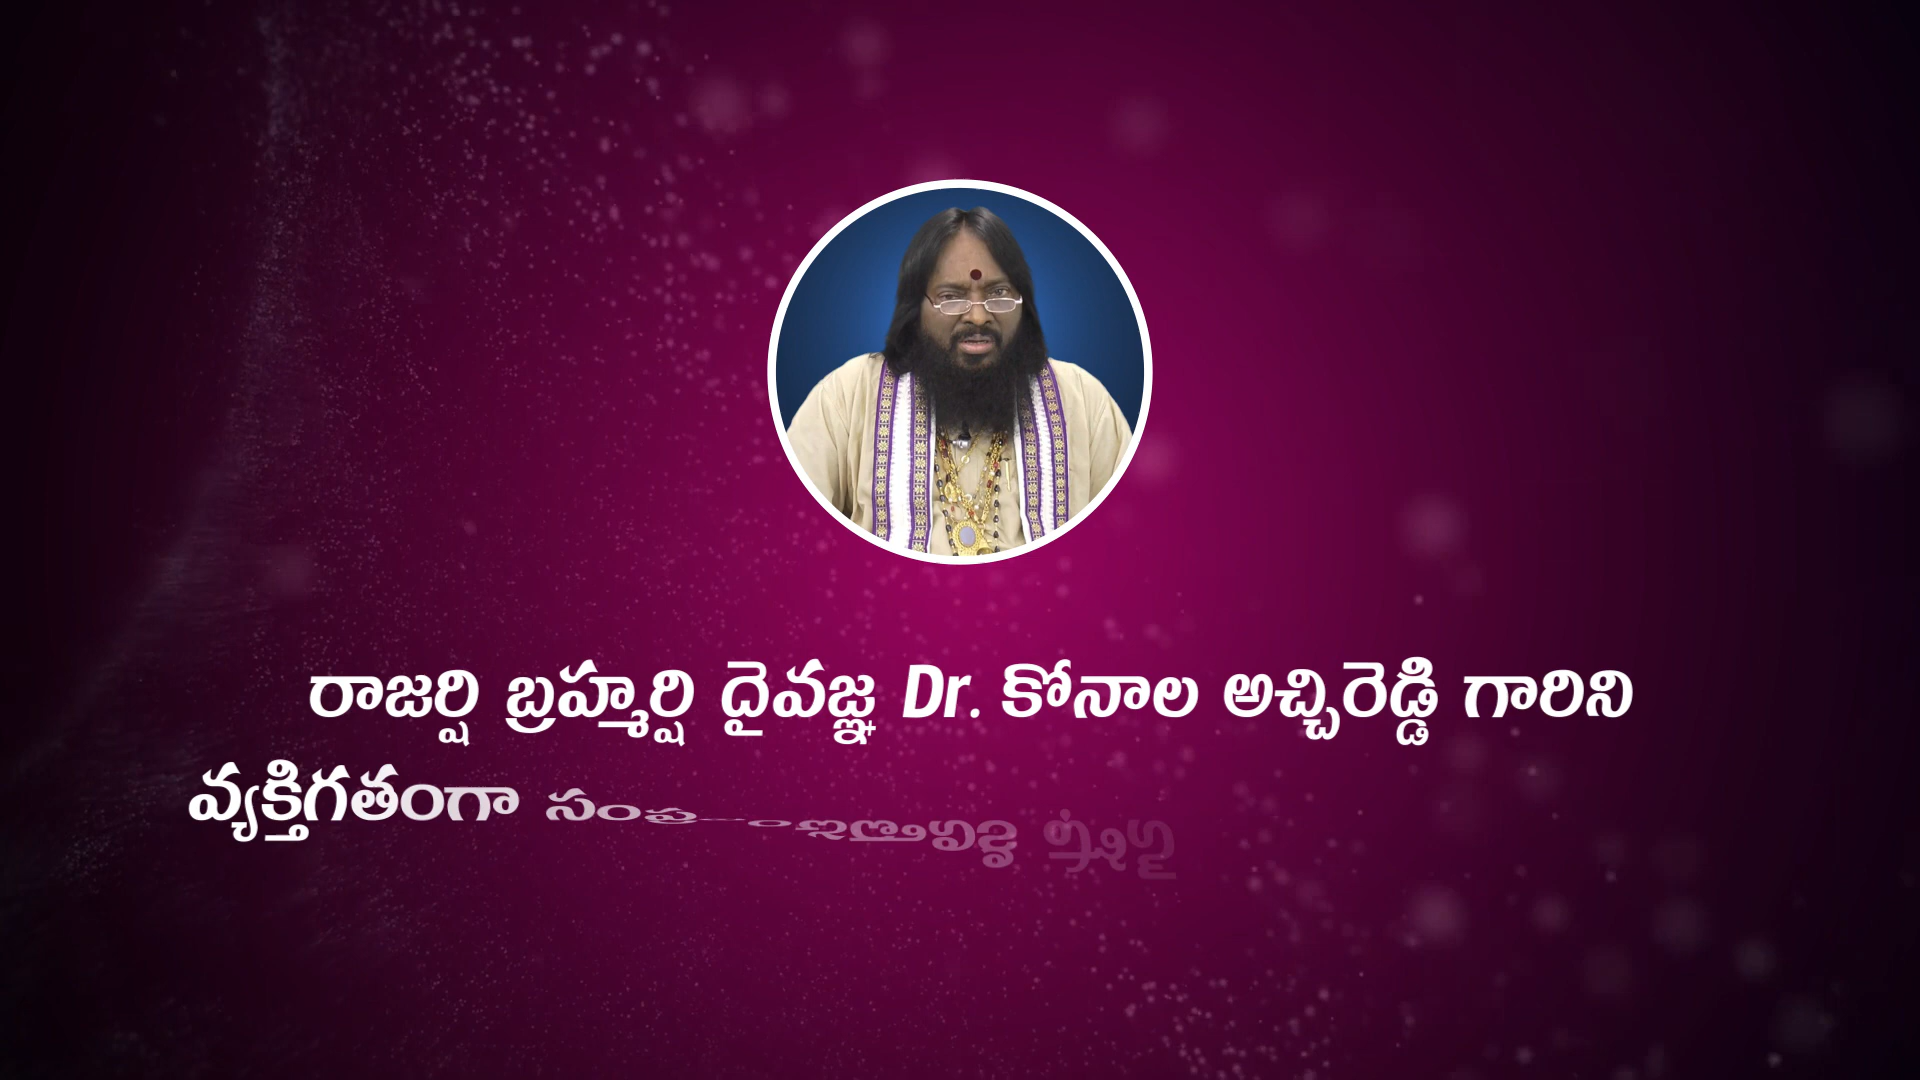 రాజర్షి బ్రహ్మర్షి దైవజ్ఞ Dr. కోనాల అచ్చిరెడ్డి గారిని
వ్యక్తిగతంగా